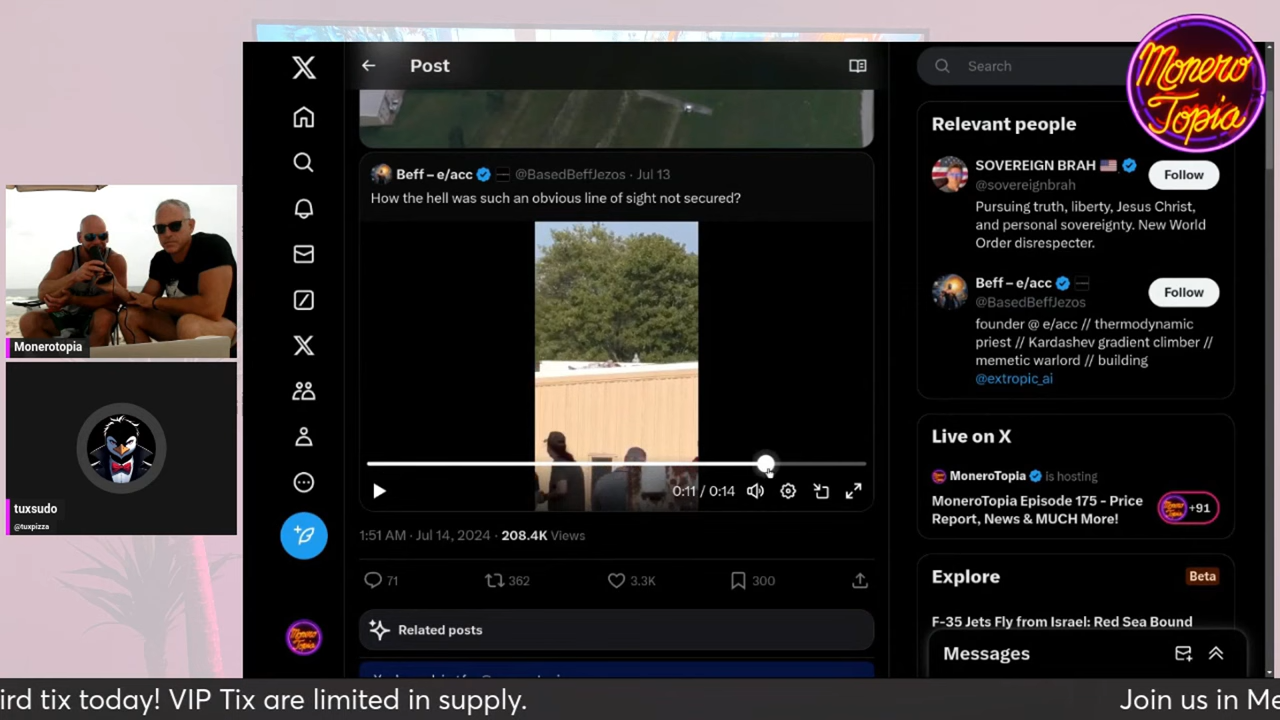 Monero
Topia
Post
Search
Beff – e/acc @BasedBeffJezos · Jul 13
How the hell was such an obvious line of sight not secured?
0:11 / 0:14
1:51 AM · Jul 14, 2024 · 208.4K Views
71
362
3.3K
300
Related posts
Relevant people
SOVEREIGN BRAH
@sovereignbrah
Follow
Pursuing truth, liberty, Jesus Christ,
and personal sovereignty. New World
Order disrespecter.
Beff – e/acc
@BasedBeffJezos
Follow
founder @ e/acc // thermodynamic
priest // Kardashev gradient climber //
memetic warlord // building
@extropic_ai
Live on X
MoneroTopia is hosting
MoneroTopia Episode 175 - Price
Report, News & MUCH More!
+91
Explore
Beta
F-35 Jets Fly from Israel: Red Sea Bound
Messages
Monerotopia
tuxsudo
@tuxpizza
ird tix today! VIP Tix are limited in supply.
Join us in Me